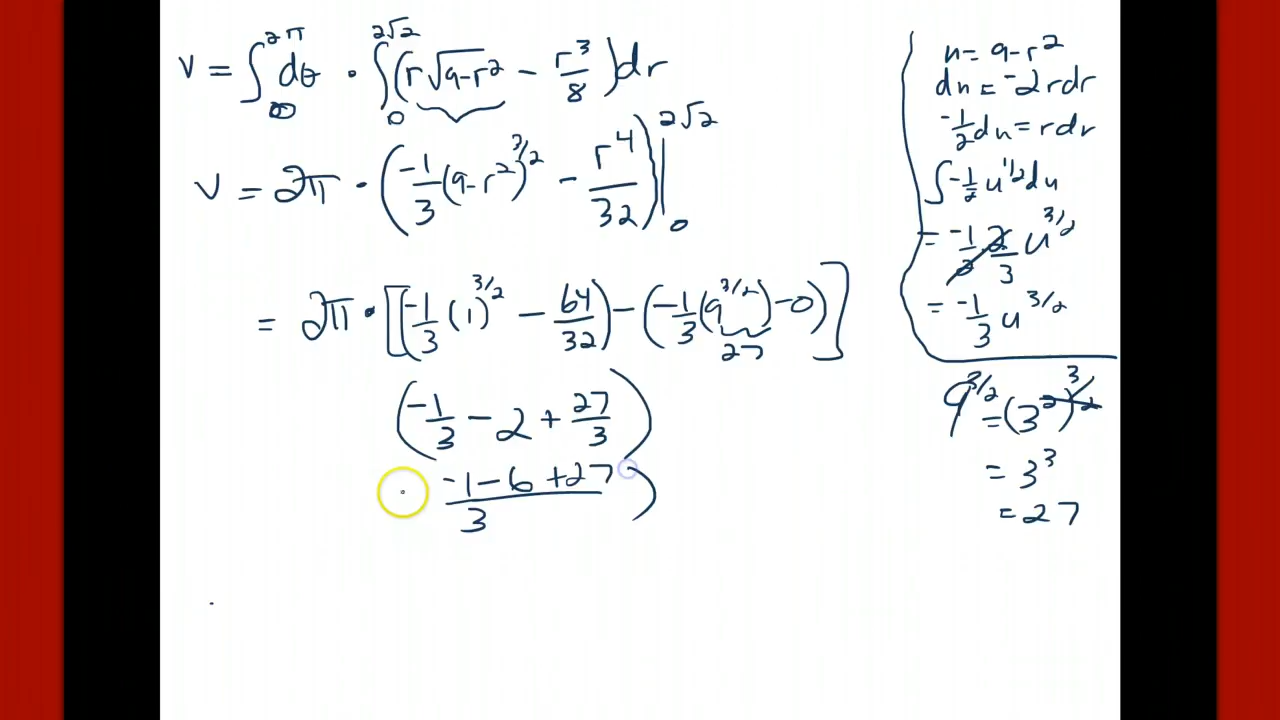 V = ∫₀^2π dθ · ∫₀^2√2 (r√9-r² - r³/8) dr
V = 2π · (-1/3 (9-r²)^3/2 - r⁴/32) |₀^2√2
= 2π · [(-1/3 (1)^3/2 - 64/32) - (-1/3 (9^3/2) - 0)]
27
(-1/3 - 2 + 27/3)
-1 - 6 + 27 / 3 )
u = 9-r²
du = -2rdr
-1/2 du = rdr
∫ -1/2 u^1/2 du
= -1/2 2/3 u^3/2
= -1/3 u^3/2
9^3/2 = (3²)^3/2
= 3³
= 27